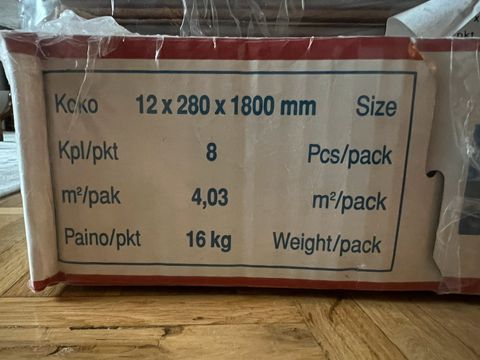 Koko 12 x 280 x 1800 mm Size
Kpl/pkt 8 Pcs/pack
m²/pak 4,03 m²/pack
Paino/pkt 16 kg Weight/pack